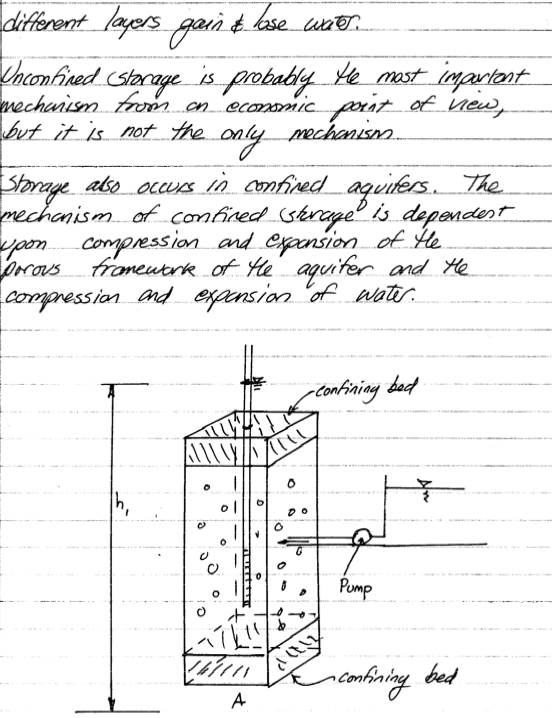 different layers gain & lose water.
Unconfined storage is probably the most important
mechanism from an economic point of view,
but it is not the only mechanism.
Storage also occurs in confined aquifers. The
mechanism of confined storage is dependent
upon compression and expansion of the
porous framework of the aquifer and the
compression and expansion of water.
confining bed
h₁
Pump
confining bed
A